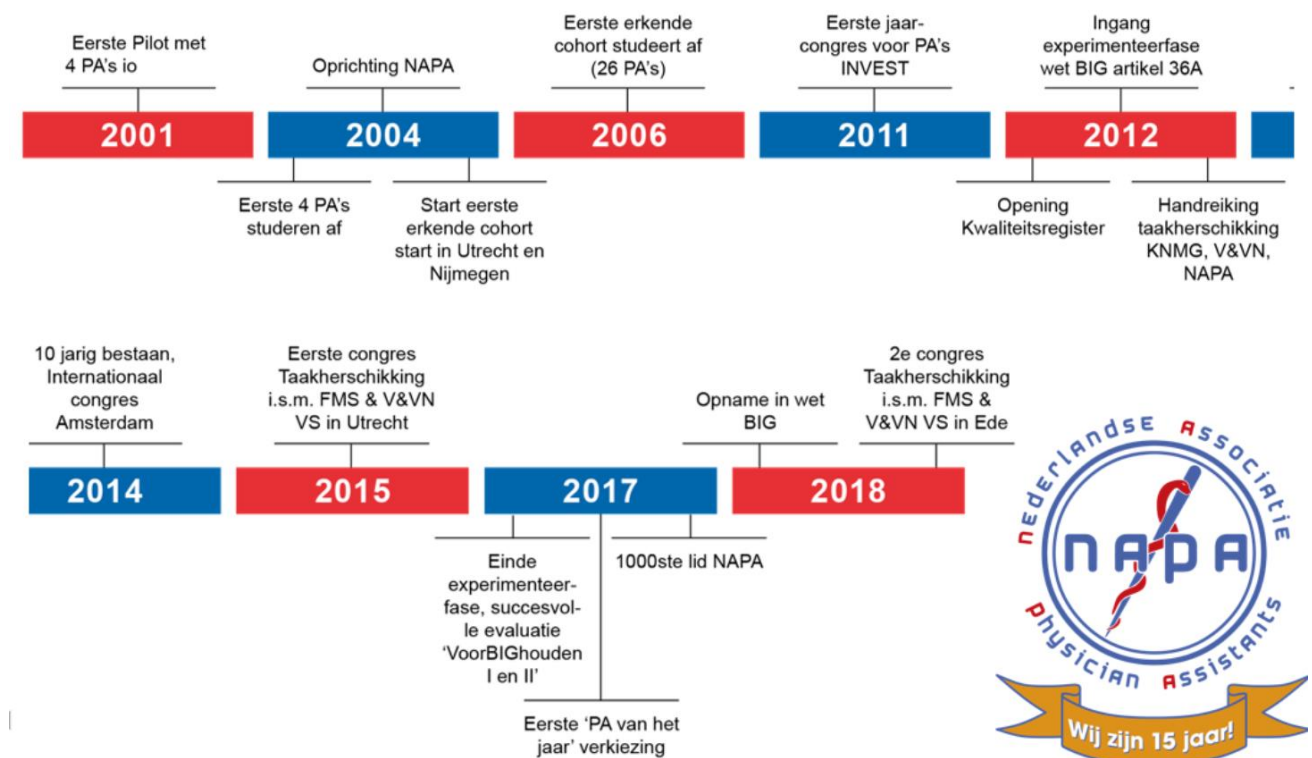 Eerste Pilot met
4 PA's io
Oprichting NAPA
Eerste erkende
cohort studeert af
(26 PA's)
Eerste jaar-
congres voor PA's
INVEST
Ingang
experimenteerfase
wet BIG artikel 36A
2001
2004
2006
2011
2012
Eerste 4 PA's
studeren af
Start eerste
erkende cohort
start in Utrecht en
Nijmegen
Opening
Kwaliteitsregister
Handreiking
taakherschikking
KNMG, V&VN,
NAPA
10 jarig bestaan,
Internationaal
congres
Amsterdam
Eerste congres
Taakherschikking
i.s.m. FMS & V&VN
VS in Utrecht
Opname in wet
BIG
2e congres
Taakherschikking
i.s.m. FMS &
V&VN VS in Ede
2014
2015
2017
2018
Einde
experimenteer-
fase, succesvol-
le evaluatie
'VoorBIGhouden
I en II'
Eerste 'PA van het
jaar' verkiezing
1000ste lid NAPA
nederlandse Associatie
napa
physician Assistants
Wij zijn 15 jaar!